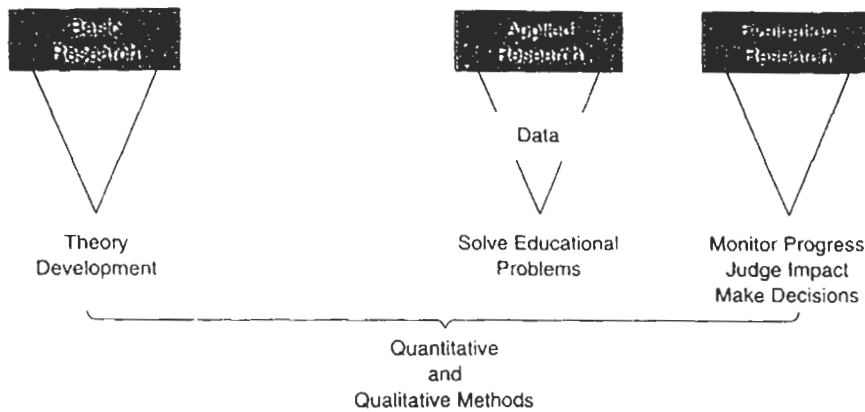 Basic
Research
Applied
Research
Evaluation
Research
Data
Theory
Development
Solve Educational
Problems
Monitor Progress
Judge Impact
Make Decisions
Quantitative
and
Qualitative Methods